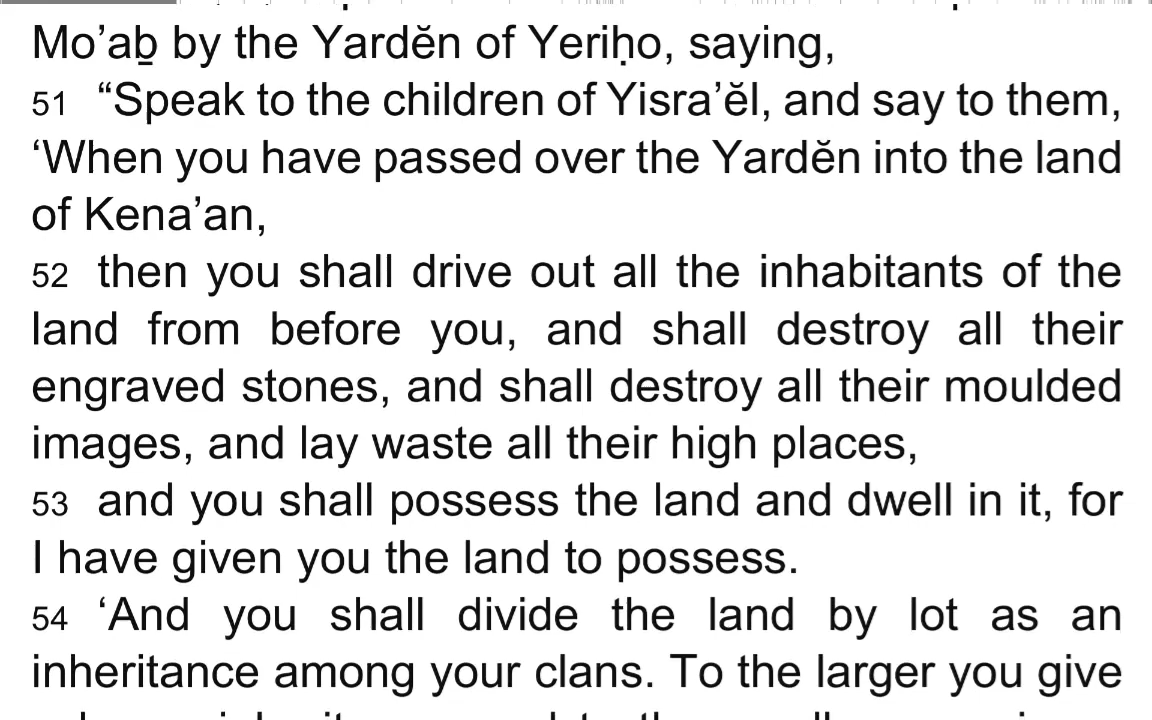 Mo’aḇ by the Yardĕn of Yeriḥo, saying,
51 “Speak to the children of Yisra’ĕl, and say to them,
‘When you have passed over the Yardĕn into the land
of Kena’an,
52 then you shall drive out all the inhabitants of the
land from before you, and shall destroy all their
engraved stones, and shall destroy all their moulded
images, and lay waste all their high places,
53 and you shall possess the land and dwell in it, for
I have given you the land to possess.
54 ‘And you shall divide the land by lot as an
inheritance among your clans. To the larger you give